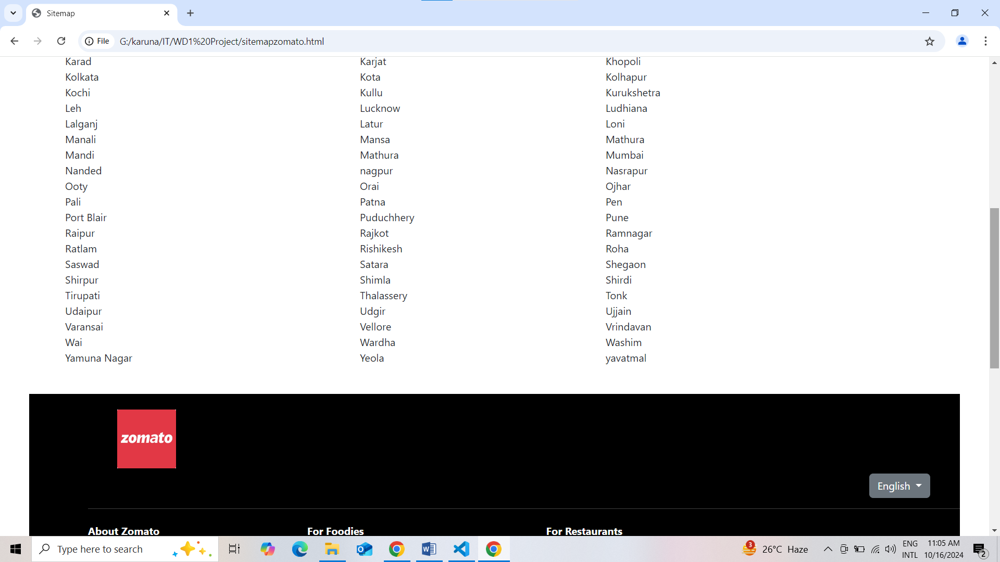 Sitemap
File G:/karuna/IT/WD1%20Project/sitemapzomato.html
Karad Karjat Khopoli
Kolkata Kota Kolhapur
Kochi Kullu Kurukshetra
Leh Lucknow Ludhiana
Lalganj Latur Loni
Manali Mansa Mathura
Mandi Mathura Mumbai
Nanded nagpur Nasrapur
Ooty Orai Ojhar
Pali Patna Pen
Port Blair Puduchhery Pune
Raipur Rajkot Ramnagar
Ratlam Rishikesh Roha
Saswad Satara Shegaon
Shirpur Shimla Shirdi
Tirupati Thalassery Tonk
Udaipur Udgir Ujjain
Varansai Vellore Vrindavan
Wai Wardha Washim
Yamuna Nagar Yeola yavatmal
zomato
English
About Zomato For Foodies For Restaurants
Type here to search
3
26°C Haze
ENG
INTL
11:05 AM
10/16/2024
2